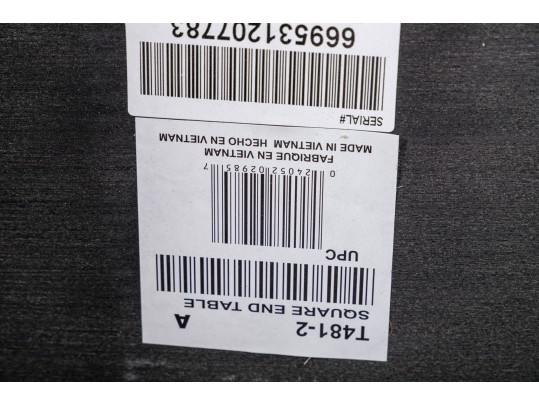 T481-2
SQUARE END TABLE A
UPC
0 24052 02985 7
FABRIQUE EN VIETNAM
MADE IN VIETNAM HECHO EN VIETNAM
SERIAL#
669531207783